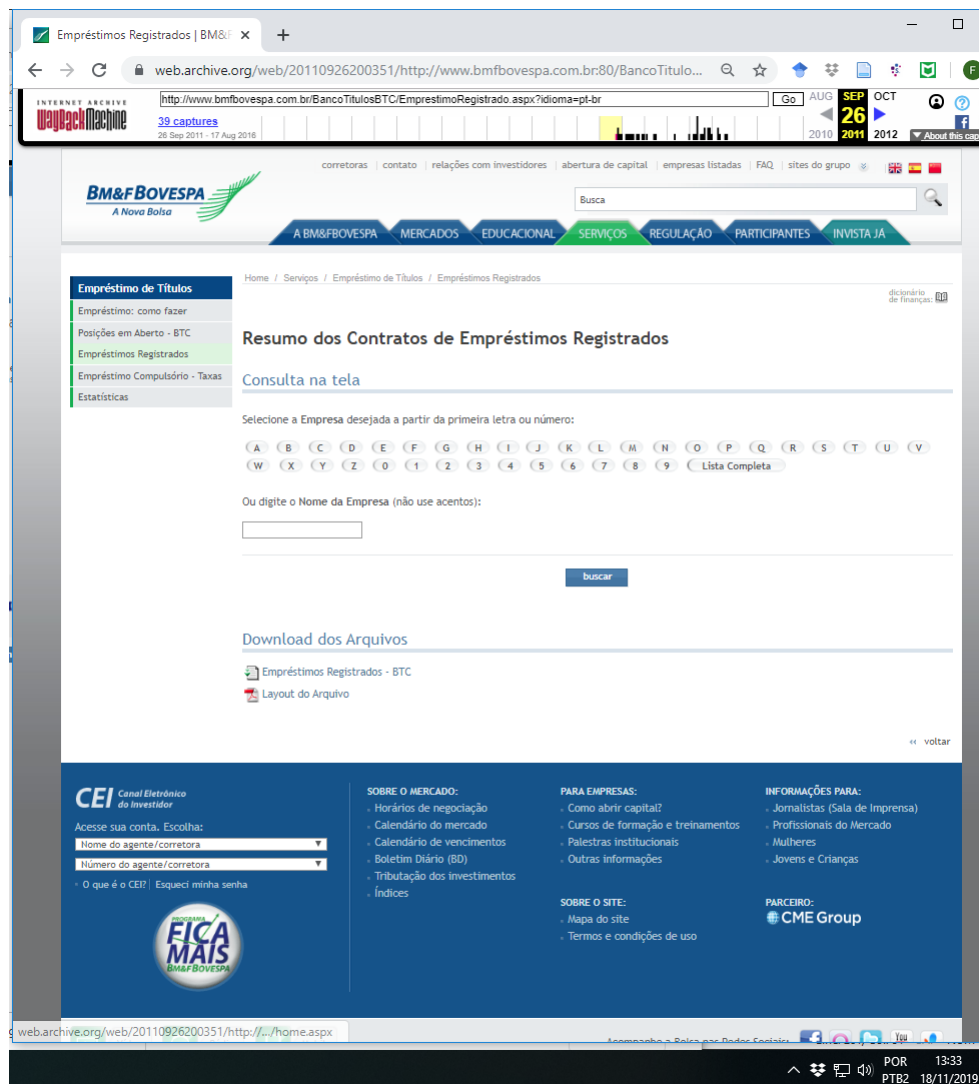 Empréstimos Registrados | BM&F
web.archive.org/web/20110926200351/http://www.bmfbovespa.com.br:80/BancoTitulo...
INTERNET ARCHIVE
WayBackMachine
http://www.bmfbovespa.com.br/BancoTitulosBTC/EmprestimoRegistrado.aspx?idioma=pt-br
Go
AUG SEP OCT
39 captures
26
26 Sep 2011 - 17 Aug 2016
2010 2011 2012
About this cap
corretoras | contato | relações com investidores | abertura de capital | empresas listadas | FAQ | sites do grupo
BM&FBOVESPA
A Nova Bolsa
Busca
A BM&FBOVESPA MERCADOS EDUCACIONAL SERVIÇOS REGULAÇÃO PARTICIPANTES INVISTA JÁ
Home / Serviços / Empréstimo de Títulos / Empréstimos Registrados
dicionário
de finanças:
Empréstimo de Títulos
Empréstimo: como fazer
Posições em Aberto - BTC
Empréstimos Registrados
Empréstimo Compulsório - Taxas
Estatísticas
Resumo dos Contratos de Empréstimos Registrados
Consulta na tela
Selecione a Empresa desejada a partir da primeira letra ou número:
A B C D E F G H I J K L M N O P Q R S T U V
W X Y Z 0 1 2 3 4 5 6 7 8 9 Lista Completa
Ou digite o Nome da Empresa (não use acentos):
buscar
Download dos Arquivos
Empréstimos Registrados - BTC
Layout do Arquivo
‹‹ voltar
CEI Canal Eletrônico
do Investidor
Acesse sua conta. Escolha:
Nome do agente/corretora
Número do agente/corretora
O que é o CEI? | Esqueci minha senha
PROGRAMA
FICA
MAIS
BM&FBOVESPA
SOBRE O MERCADO:
Horários de negociação
Calendário do mercado
Calendário de vencimentos
Boletim Diário (BD)
Tributação dos investimentos
Índices
PARA EMPRESAS:
Como abrir capital?
Cursos de formação e treinamentos
Palestras institucionais
Outras informações
SOBRE O SITE:
Mapa do site
Termos e condições de uso
INFORMAÇÕES PARA:
Jornalistas (Sala de Imprensa)
Profissionais do Mercado
Mulheres
Jovens e Crianças
PARCEIRO:
CME Group
web.archive.org/web/20110926200351/http://.../home.aspx
Acompanhe a Bolsa nas Redes Sociais:
POR 13:33
PTB2 18/11/2019